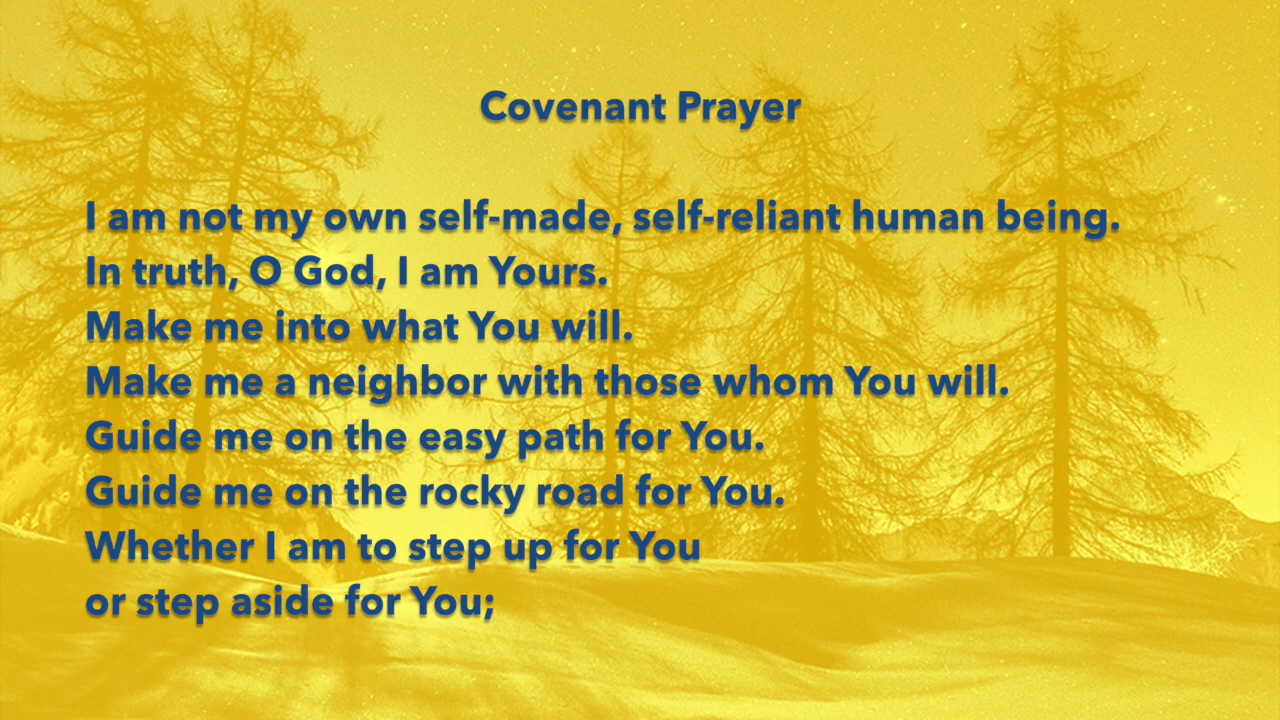 Covenant Prayer
I am not my own self-made, self-reliant human being.
In truth, O God, I am Yours.
Make me into what You will.
Make me a neighbor with those whom You will.
Guide me on the easy path for You.
Guide me on the rocky road for You.
Whether I am to step up for You
or step aside for You;